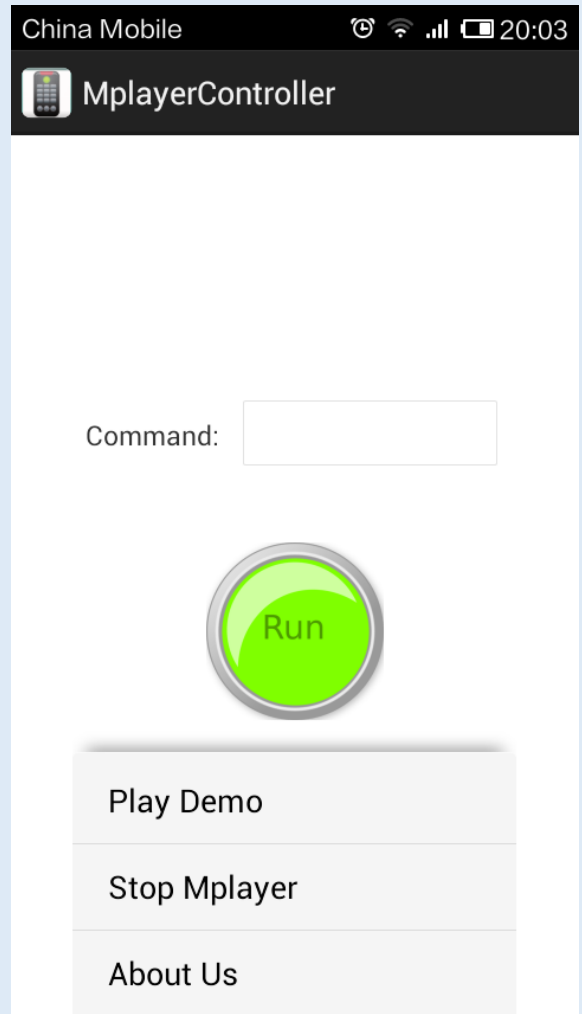 China Mobile 20:03
MplayerController
Command:
Run
Play Demo
Stop Mplayer
About Us